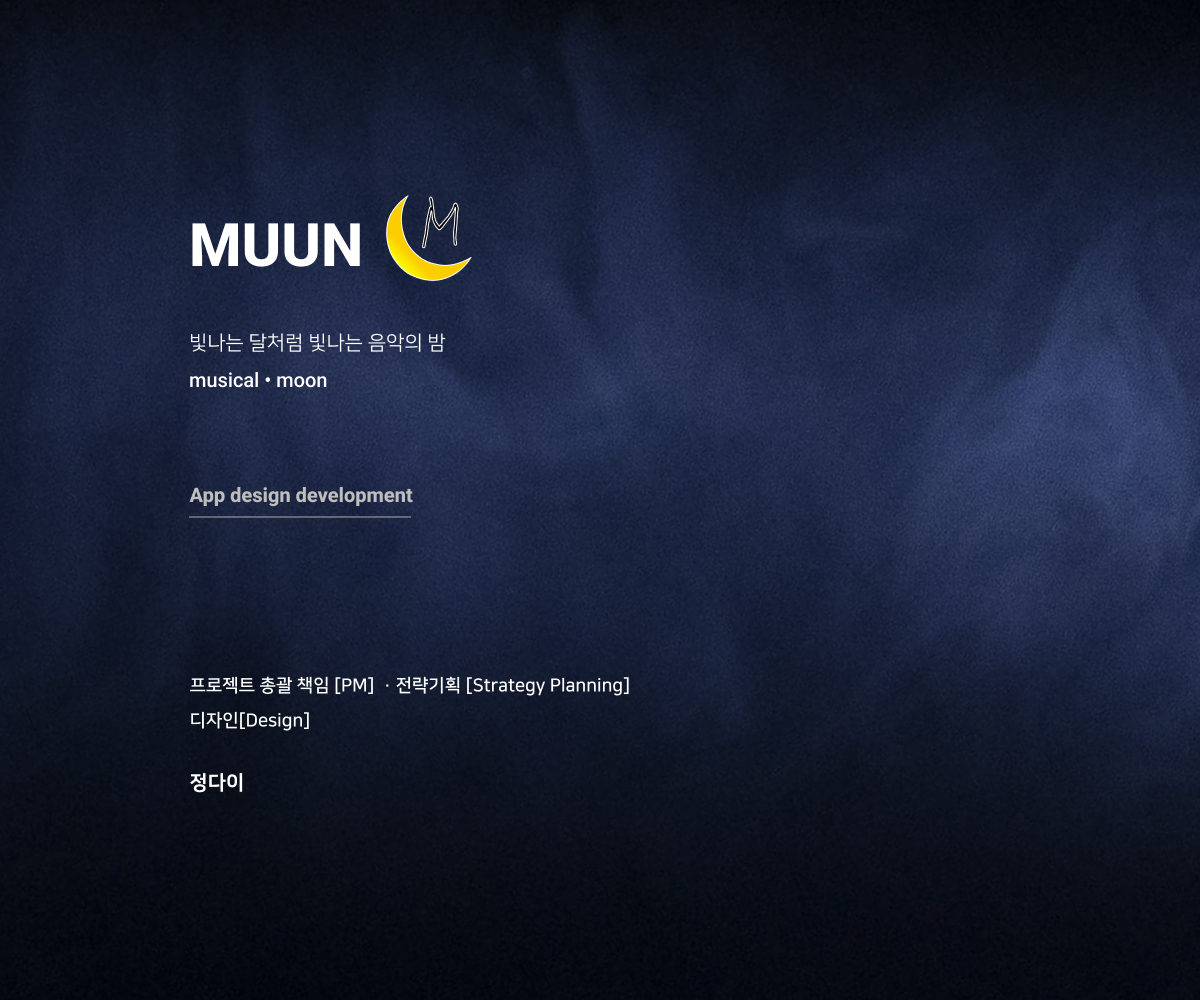 MUUN M
빛나는 달처럼 빛나는 음악의 밤
musical • moon
App design development
프로젝트 총괄 책임 [PM] · 전략기획 [Strategy Planning]
디자인[Design]
정다이